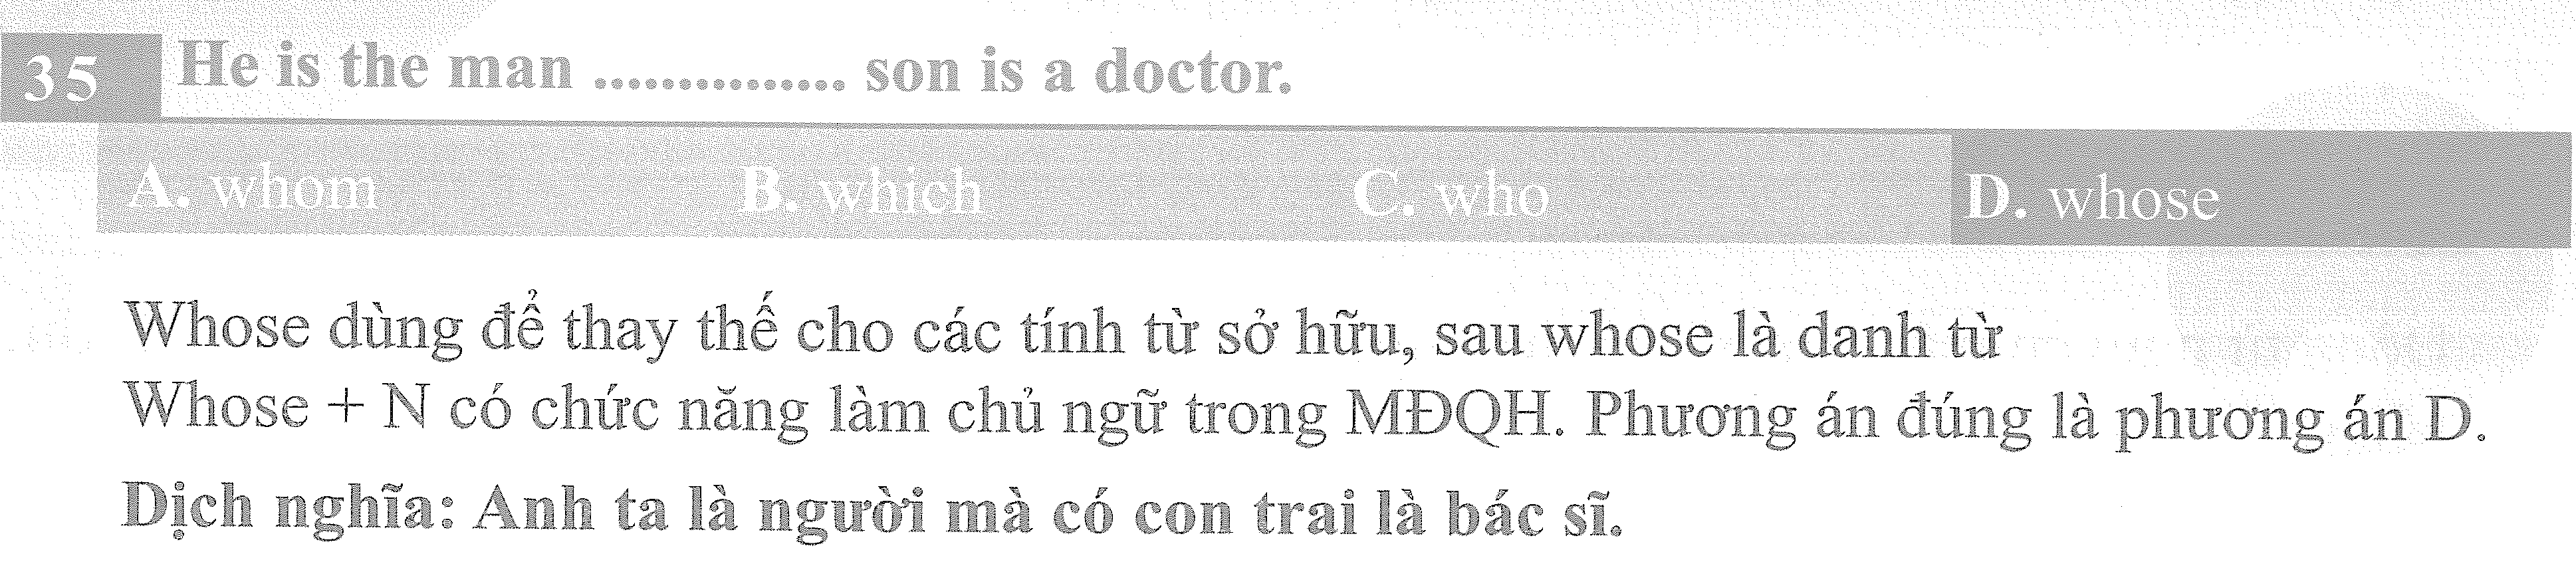 35 He is the man .............. son is a doctor.
A. whom B. which C. who D. whose
Whose dùng để thay thế cho các tính từ sở hữu, sau whose là danh từ
Whose + N có chức năng làm chủ ngữ trong MĐQH. Phương án đúng là phương án D.
Dịch nghĩa: Anh ta là người mà có con trai là bác sĩ.